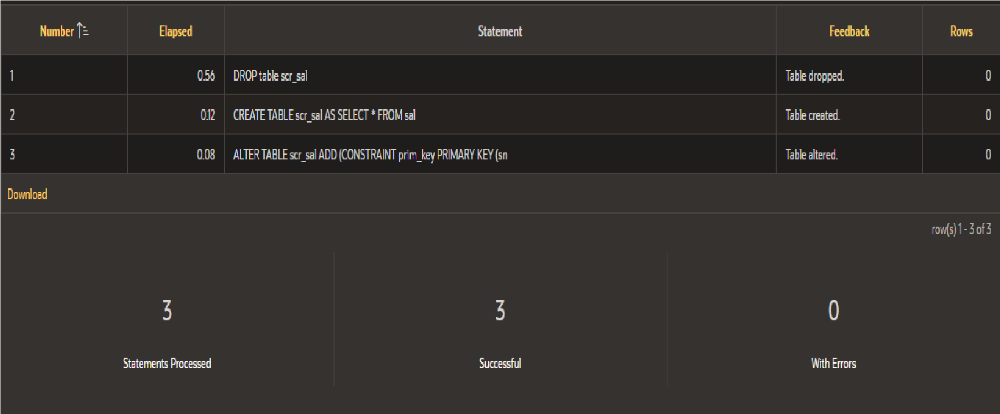 Number Elapsed Statement Feedback Rows
1 0.56 DROP table scr_sal Table dropped. 0
2 0.12 CREATE TABLE scr_sal AS SELECT * FROM sal Table created. 0
3 0.08 ALTER TABLE scr_sal ADD (CONSTRAINT prim_key PRIMARY KEY (sn Table altered. 0
Download
row(s) 1 - 3 of 3
3 3 0
Statements Processed Successful With Errors